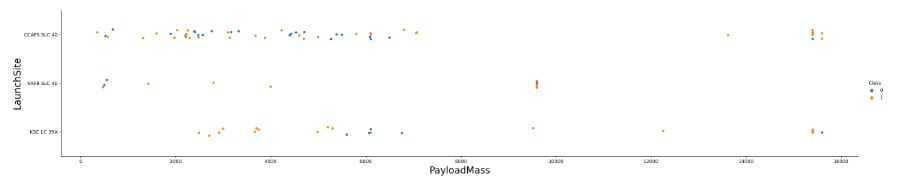 CCAFS SLC 40
VAFB SLC 4E
KSC LC 39A
LaunchSite
0 2000 4000 6000 8000 10000 12000 14000 16000
PayloadMass
Class
0
1